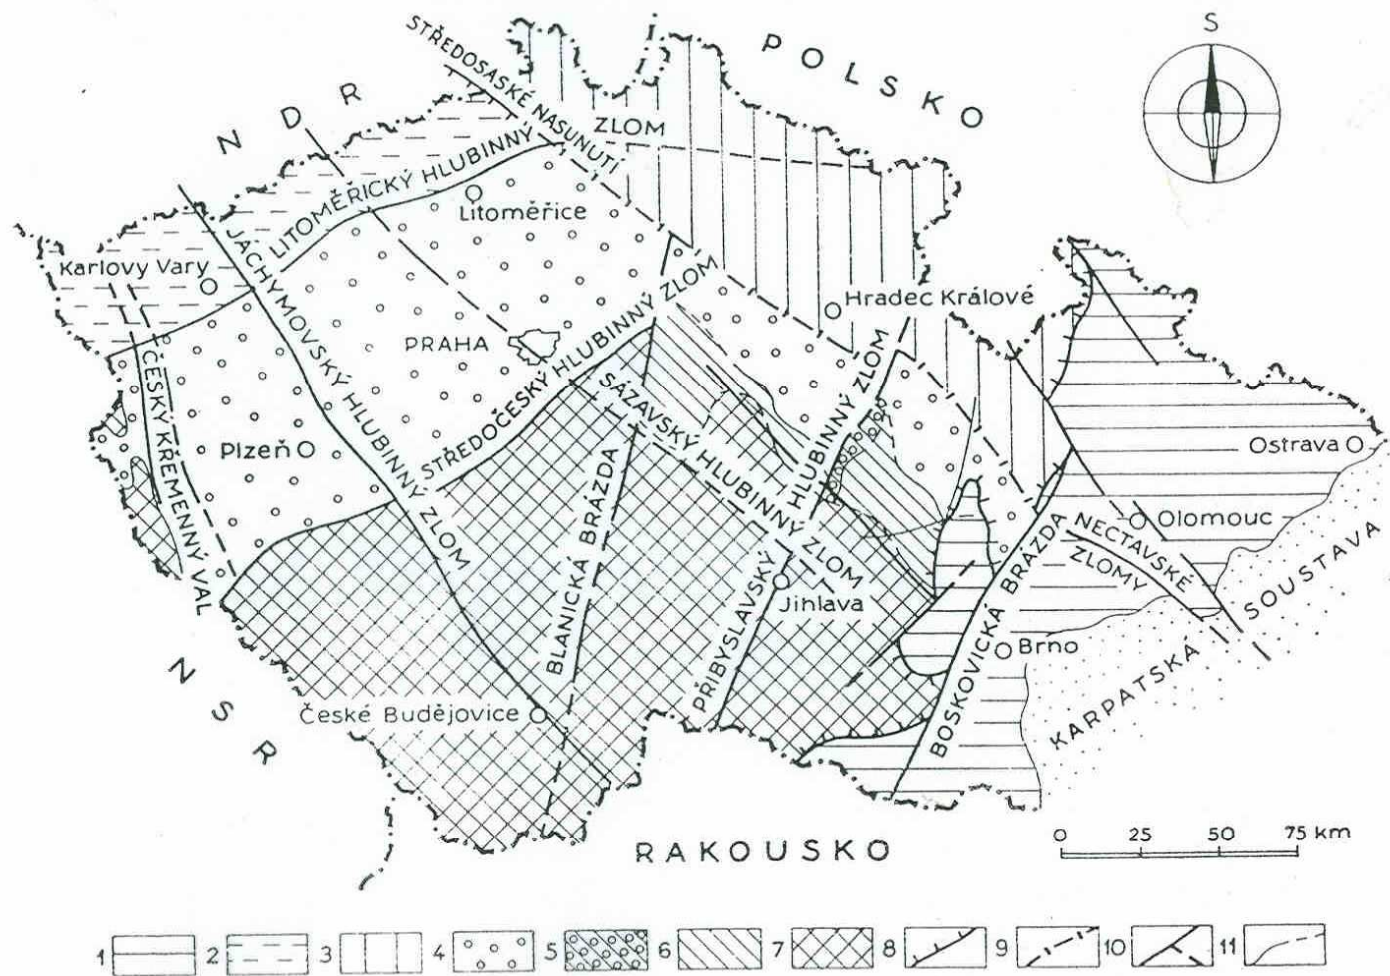 S
POLSKO
NDR
STŘEDOSASKÉ NASUNUTÍ
ZLOM
LITOMĚŘICKÝ HLUBINNÝ
Litoměřice
Karlovy Vary
JÁCHYMOVSKÝ HLUBINNÝ ZLOM
Hradec Králové
PRAHA
STŘEDOČESKÝ HLUBINNÝ ZLOM
ČESKÝ KŘEMENNÝ VAL
SÁZAVSKÝ HLUBINNÝ ZLOM
Plzeň
Ostrava
BLANICKÁ BRÁZDA
PŘIBYSLAVSKÝ HLUBINNÝ ZLOM
Olomouc
NECTAVSKÉ
ZLOMY
Jihlava
BOSKOVICKÁ BRÁZDA
Brno
KARPATSKÁ SOUSTAVA
NSR
České Budějovice
RAKOUSKO
0 25 50 75 km
1 2 3 4 5 6 7 8 9 10 11